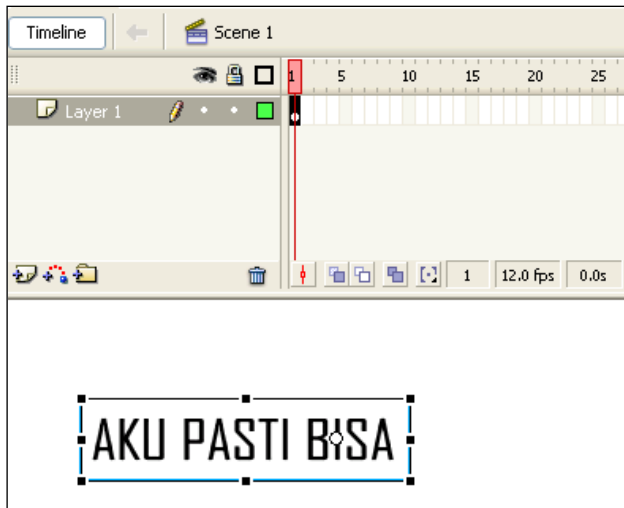 Timeline
Scene 1
1 5 10 15 20 25
Layer 1
1 12.0 fps 0.0s
AKU PASTI BISA